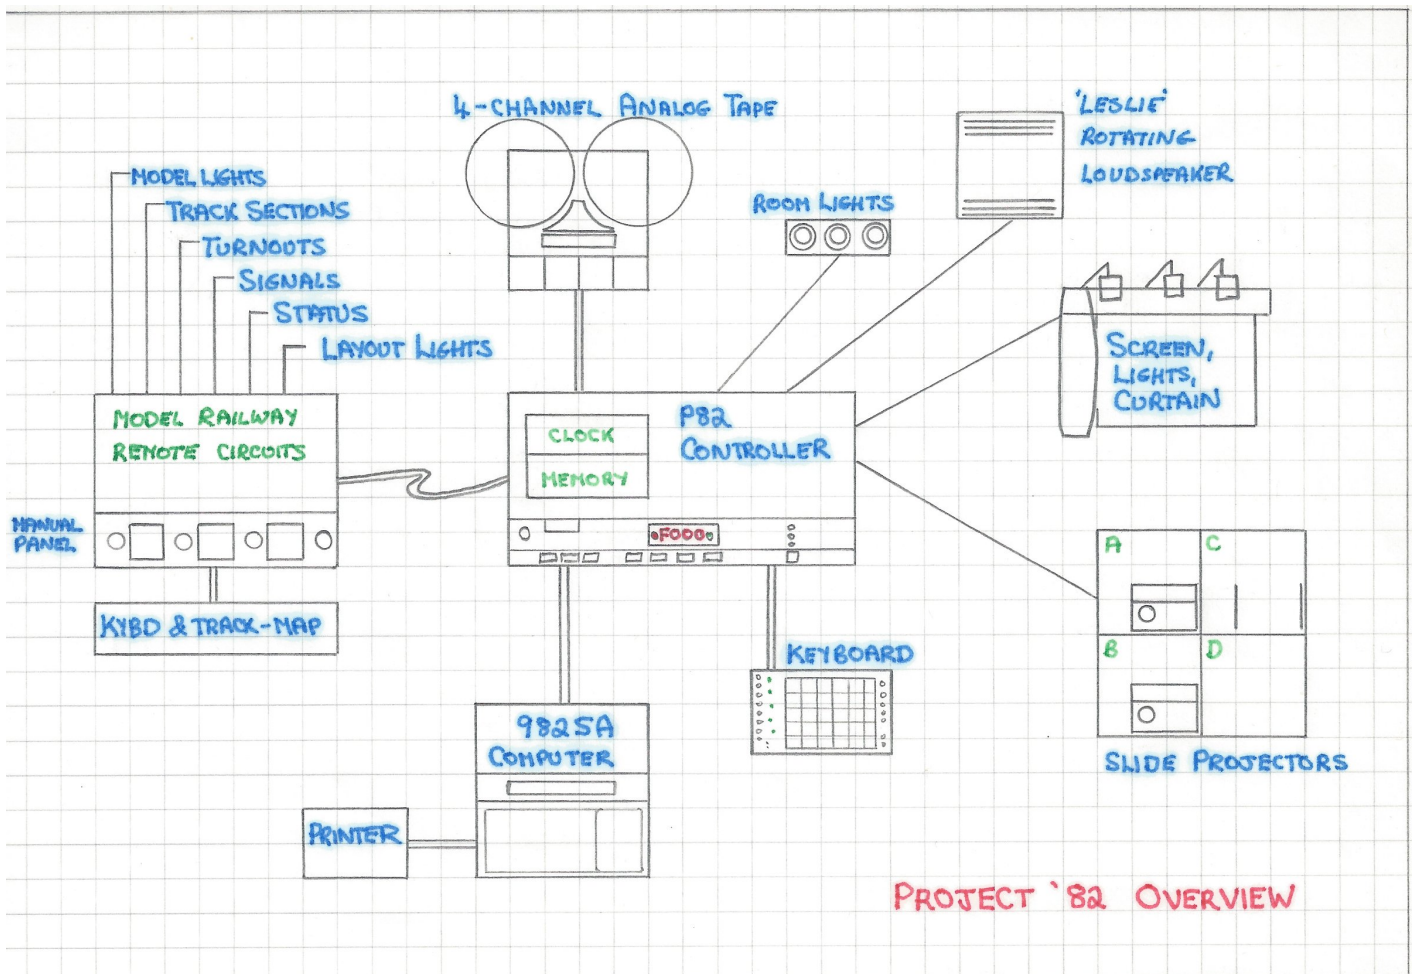 4-CHANNEL ANALOG TAPE
'LESLIE'
ROTATING
LOUDSPEAKER
MODEL LIGHTS
TRACK SECTIONS
TURNOUTS
SIGNALS
STATUS
LAYOUT LIGHTS
ROOM LIGHTS
SCREEN,
LIGHTS,
CURTAIN
MODEL RAILWAY
REMOTE CIRCUITS
MANUAL
PANEL
KYBD & TRACK-MAP
CLOCK
MEMORY
P82
CONTROLLER
F000
A
C
B
D
SLIDE PROJECTORS
KEYBOARD
9825A
COMPUTER
PRINTER
PROJECT '82 OVERVIEW